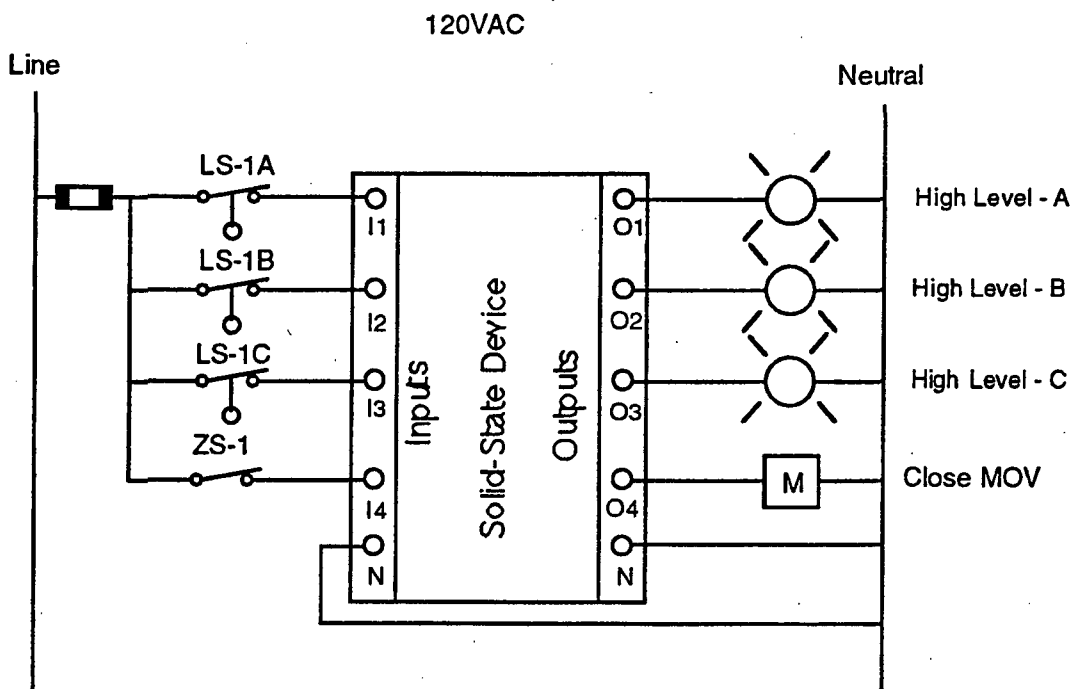 120VAC
Line
Neutral
LS-1A
I1
O1
High Level - A
LS-1B
I2
O2
High Level - B
LS-1C
I3
O3
High Level - C
ZS-1
I4
O4
M
Close MOV
N
N
Inputs
Solid-State Device
Outputs